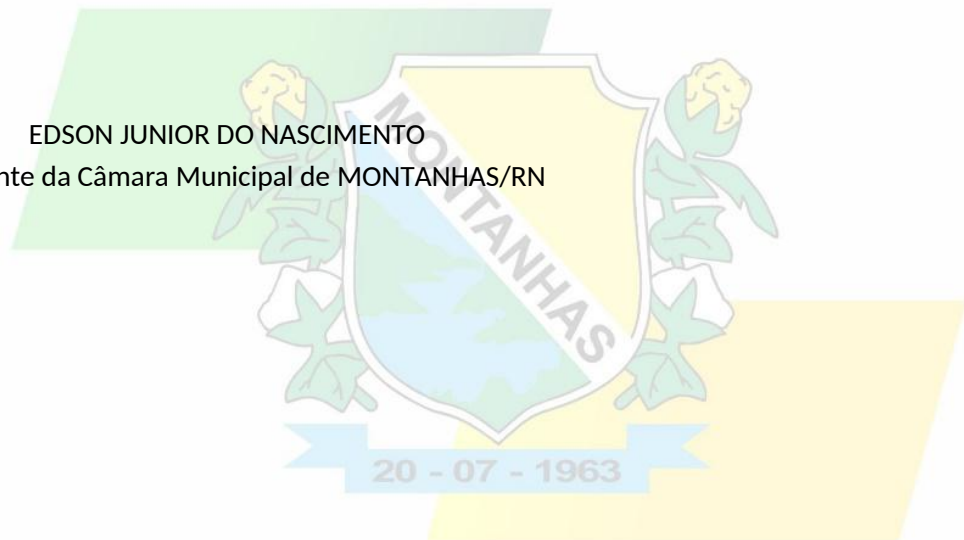 EDSON JUNIOR DO NASCIMENTO
nte da Câmara Municipal de MONTANHAS/RN
MONTANHAS
20 - 07 - 1963